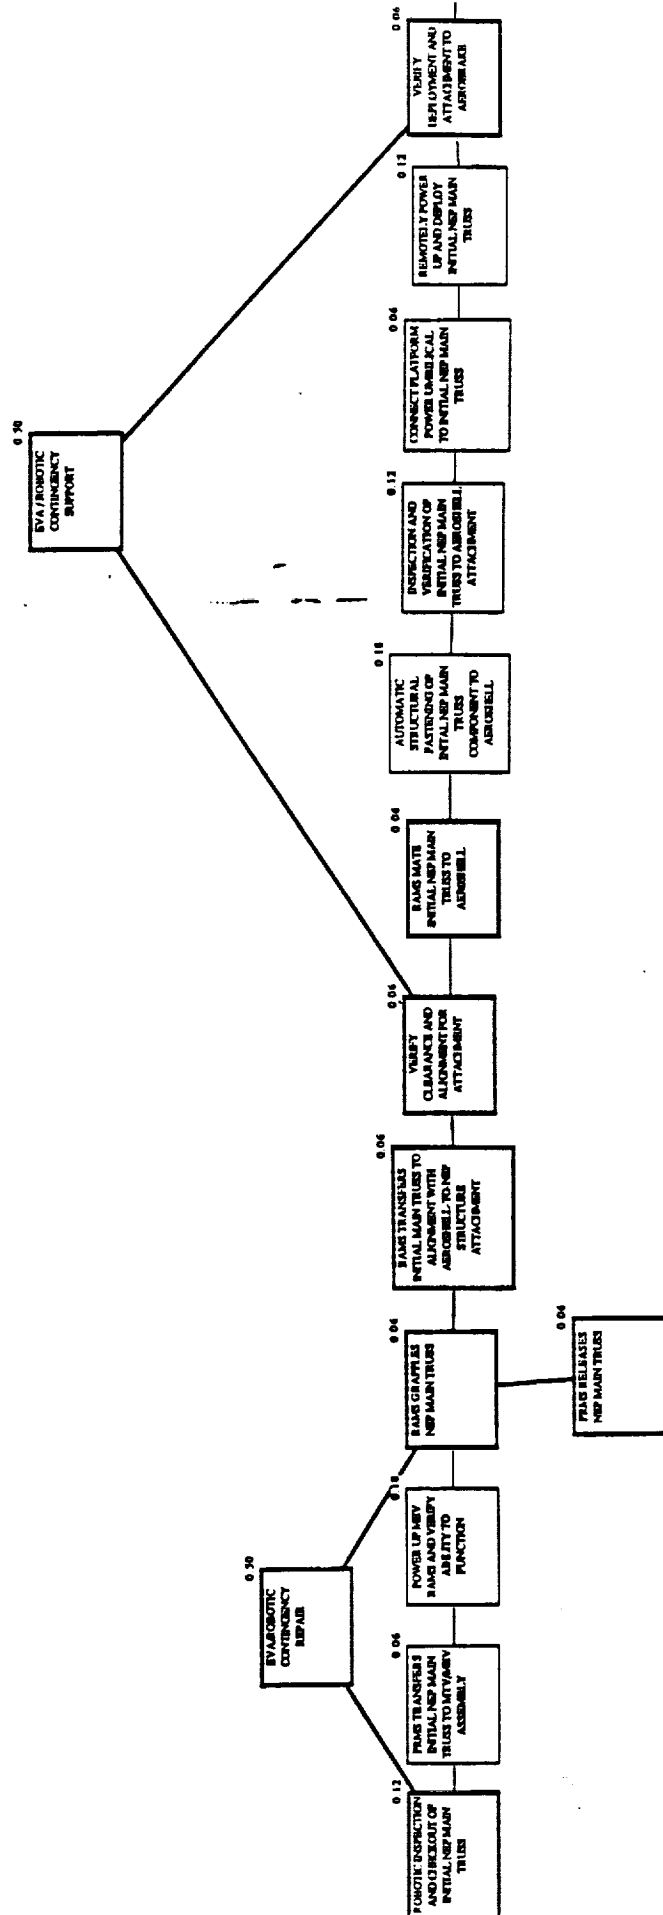 0.50
EVA / ROBOTIC
CONTINGENCY
SUPPORT
0.50
EVA/ROBOTIC
CONTINGENCY
REPAIR
0.12
ROBOTIC INSPECTION
AND CHECKOUT OF
INITIAL NEP MAIN
TRUSS
0.06
PRMS TRANSFERS
INITIAL NEP MAIN
TRUSS TO MTV/MEV
ASSEMBLY
0.18
POWER UP MEV
RAMS AND VERIFY
ABILITY TO
FUNCTION
0.04
RAMS GRAPPLES
NEP MAIN TRUSS
0.04
PRMS RELEASES
NEP MAIN TRUSS
0.06
RAMS TRANSFERS
INITIAL MAIN TRUSS TO
ALIGNMENT WITH
AEROSHELL-TO-NEP
STRUCTURE
ATTACHMENT
0.06
VERIFY
CLEARANCE AND
ALIGNMENT FOR
ATTACHMENT
0.04
RAMS MATE
INITIAL NEP MAIN
TRUSS TO
AEROSHELL
0.18
AUTOMATIC
STRUCTURAL
FASTENING OF
INITAL NEP MAIN
TRUSS
COMPONENT TO
AEROSHELL
0.12
INSPECTION AND
VERIFICATION OF
INITIAL NEP MAIN
TRUSS TO AEROSHELL
ATTACHMENT
0.06
CONNECT PLATFORM
POWER UMBILICAL
TO INITIAL NEP MAIN
TRUSS
0.12
REMOTELY POWER
UP AND DEPLOY
INITIAL NEP MAIN
TRUSS
0.06
VERIFY
DEPLOYMENT AND
ATTACHMENT TO
AEROBRAKE